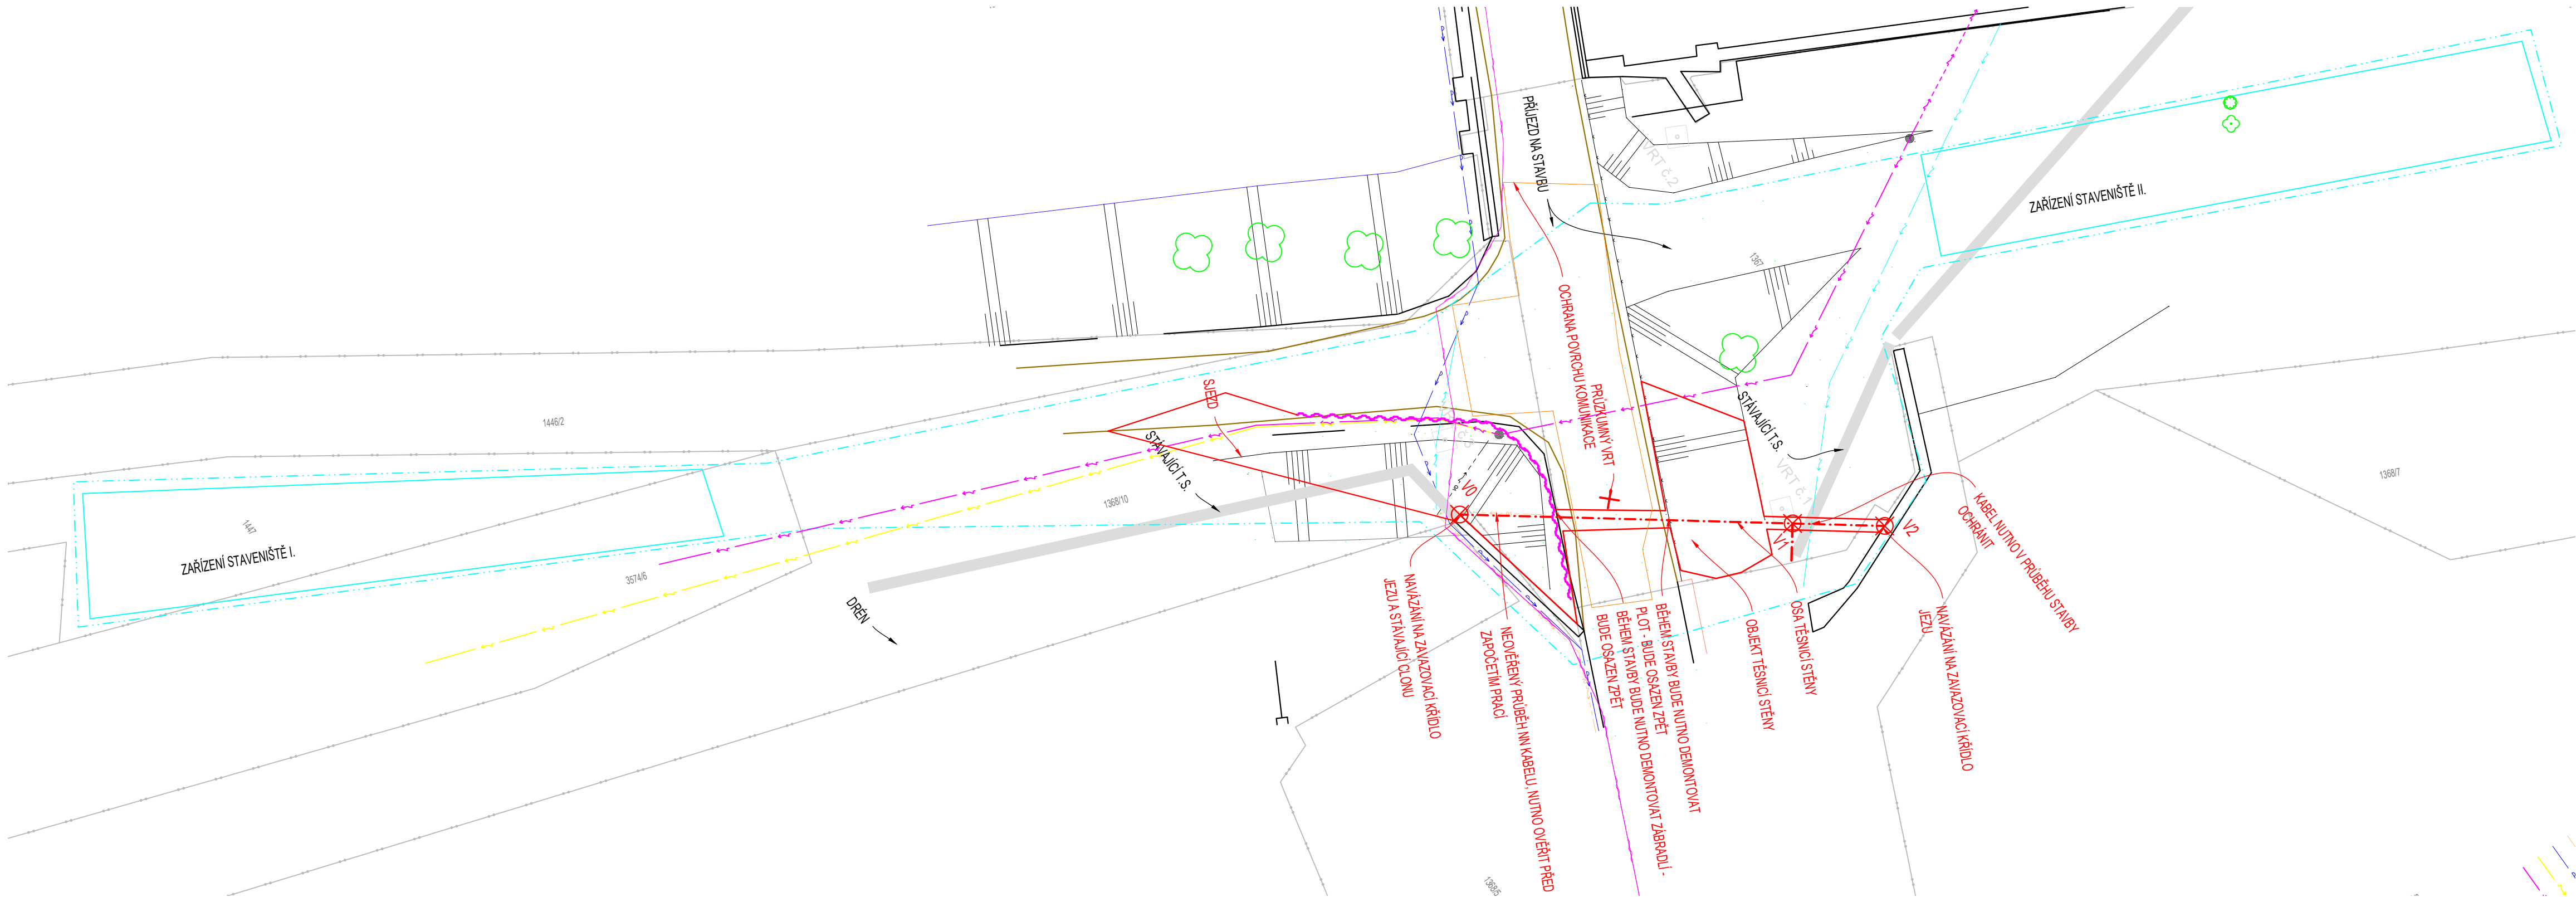 PŘÍJEZD NA STAVBU
VRT č.2
ZAŘÍZENÍ STAVENIŠTĚ II.
1367
OCHRANA POVRCHU KOMUNIKACE
PRŮZKUMNÝ VRT
SJEZD
1446/2
STÁVAJÍCÍ T.S.
STÁVAJÍCÍ T.S.
VRT č.1
1368/7
1368/10
V0
V1
V2
1447
ZAŘÍZENÍ STAVENIŠTĚ I.
3574/6
DRÉN
KABEL NUTNO V PRŮBĚHU STAVBY
OCHRÁNIT
NAVÁZÁNÍ NA ZAVAZOVACÍ KŘÍDLO
JEZU A STÁVAJÍCÍ CLONU
NEOVĚŘENÝ PRŮBĚH NN KABELU, NUTNO OVĚŘIT PŘED
ZAPOČETÍM PRACÍ
BĚHEM STAVBY BUDE NUTNO DEMONTOVAT ZÁBRADLÍ -
BUDE OSAZEN ZPĚT
BĚHEM STAVBY BUDE NUTNO DEMONTOVAT
PLOT - BUDE OSAZEN ZPĚT
OBJEKT TĚSNICÍ STĚNY
OSA TĚSNICÍ STĚNY
NAVÁZÁNÍ NA ZAVAZOVACÍ KŘÍDLO
JEZU
1368/5